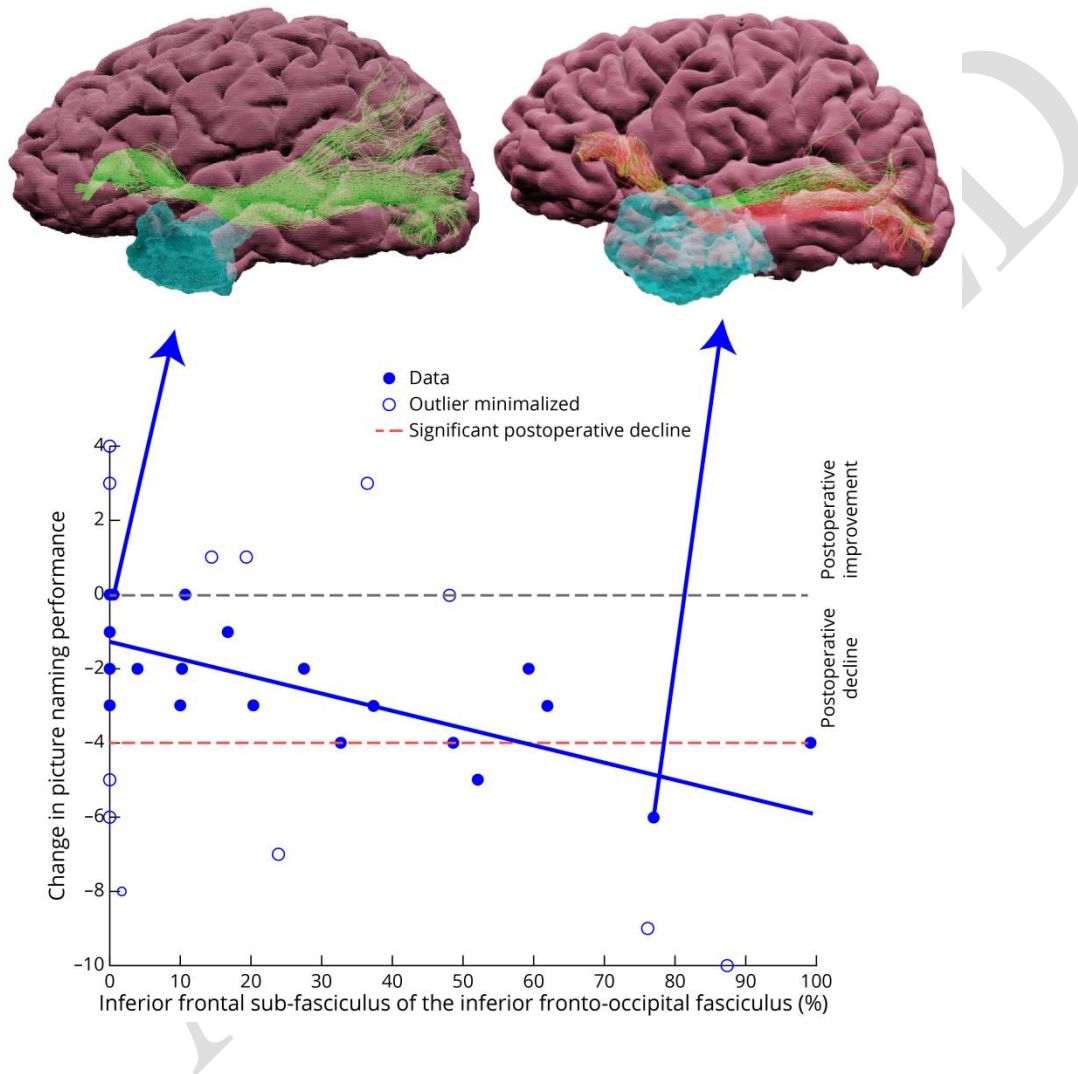 Data
Outlier minimalized
Significant postoperative decline
4
2
0
−2
−4
−6
−8
−10
Change in picture naming performance
Postoperative
improvement
Postoperative
decline
0 10 20 30 40 50 60 70 80 90 100
Inferior frontal sub-fasciculus of the inferior fronto-occipital fasciculus (%)
D